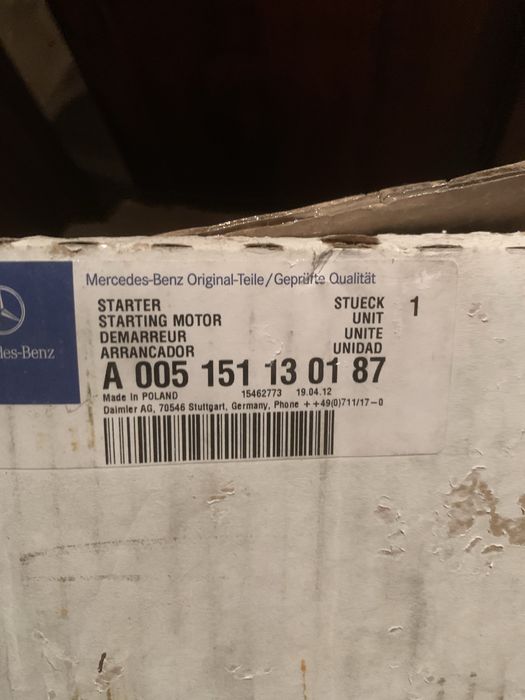 Mercedes-Benz Original-Teile/Geprüfte Qualität
STARTER STUECK 1
STARTING MOTOR UNIT
DEMARREUR UNITE
ARRANCADOR UNIDAD
des-Benz
A 005 151 13 01 87
Made in POLAND 15462773 19.04.12
Daimler AG, 70546 Stuttgart, Germany, Phone ++49(0)711/17-0